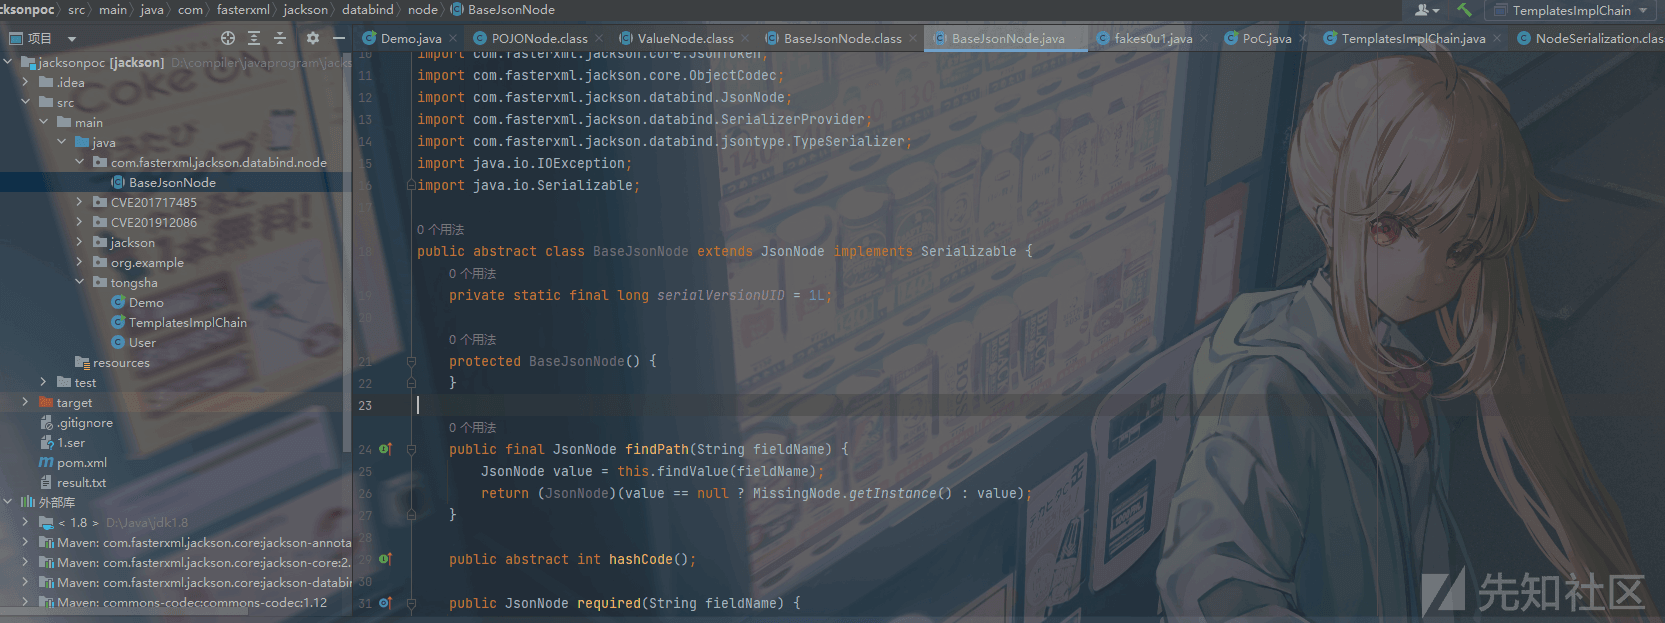 cksonpoc src main java com fasterxml jackson databind node BaseJsonNode TemplatesImplChain
项目 Demo.java POJONode.class ValueNode.class BaseJsonNode.class BaseJsonNode.java fakes0u1.java PoC.java TemplatesImplChain.java NodeSerialization.clas
jacksonpoc [jackson] D:\compiler\javaprogram\jacks
.idea
src
main
java
com.fasterxml.jackson.databind.node
BaseJsonNode
CVE201717485
CVE201912086
jackson
org.example
tongsha
Demo
TemplatesImplChain
User
resources
test
target
.gitignore
1.ser
pom.xml
result.txt
外部库
< 1.8 > D:\Java\jdk1.8
Maven: com.fasterxml.jackson.core:jackson-annota
Maven: com.fasterxml.jackson.core:jackson-core:2.
Maven: com.fasterxml.jackson.core:jackson-databin
Maven: commons-codec:commons-codec:1.12
10 import com.fasterxml.jackson.core.JsonToken;
11 import com.fasterxml.jackson.core.ObjectCodec;
12 import com.fasterxml.jackson.databind.JsonNode;
13 import com.fasterxml.jackson.databind.SerializerProvider;
14 import com.fasterxml.jackson.databind.jsontype.TypeSerializer;
15 import java.io.IOException;
16 import java.io.Serializable;
17
0 个用法
18 public abstract class BaseJsonNode extends JsonNode implements Serializable {
0 个用法
19 private static final long serialVersionUID = 1L;
20
0 个用法
21 protected BaseJsonNode() {
22 }
23
0 个用法
24 public final JsonNode findPath(String fieldName) {
25 JsonNode value = this.findValue(fieldName);
26 return (JsonNode)(value == null ? MissingNode.getInstance() : value);
27 }
28
29 public abstract int hashCode();
30
31 public JsonNode required(String fieldName) {
先知社区